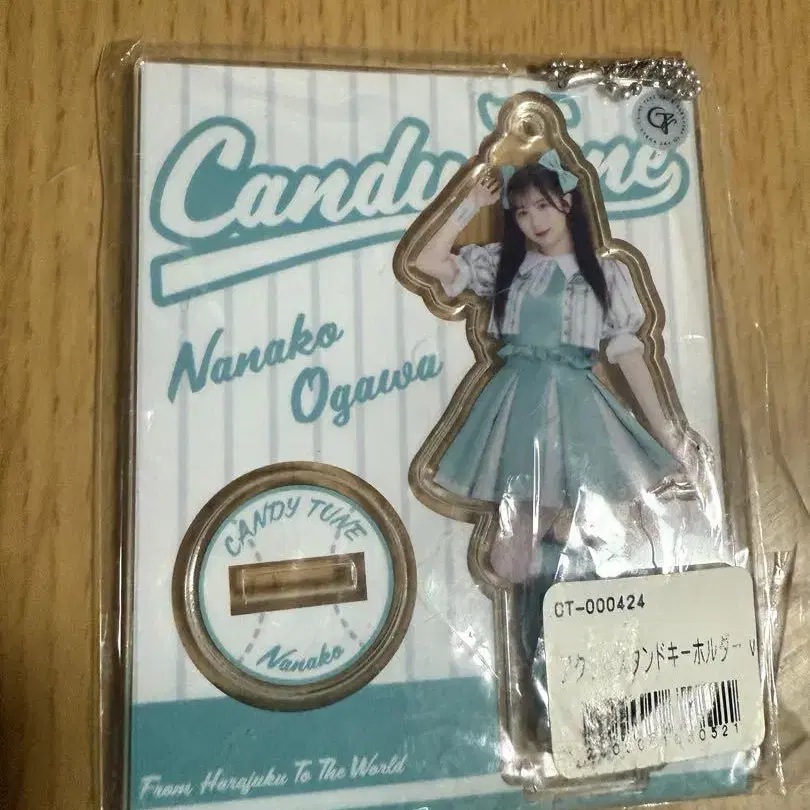 Candy Tune
Nanako
Ogawa
CANDY TUNE
Nanako
CT-000424
スタンドキーホルダー v
From Harajuku To The World